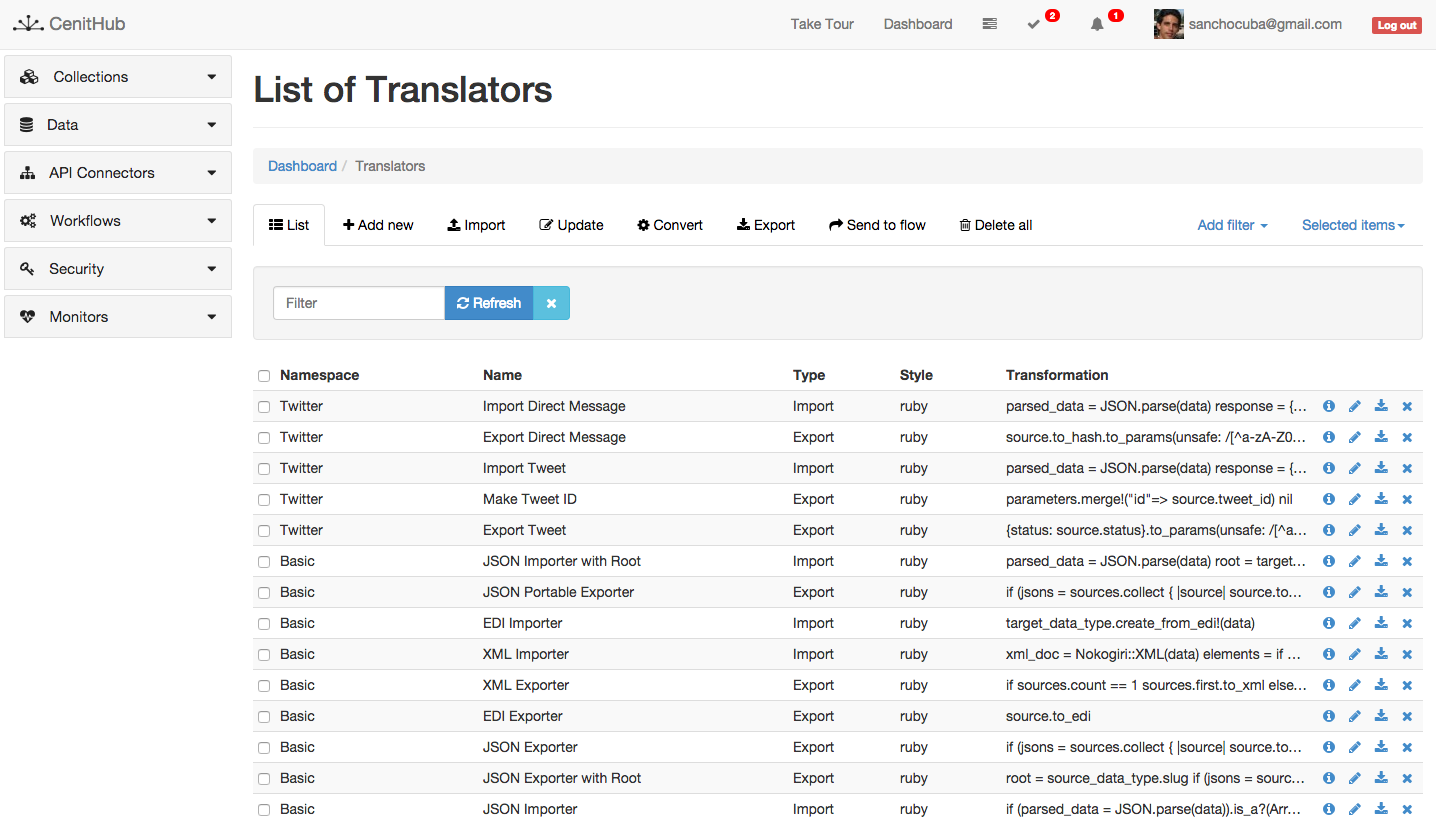 CenitHub Take Tour Dashboard 2 1 sanchocuba@gmail.com Log out
Collections
Data
API Connectors
Workflows
Security
Monitors
List of Translators
Dashboard / Translators
List Add new Import Update Convert Export Send to flow Delete all Add filter Selected items
Filter Refresh
Namespace Name Type Style Transformation
Twitter Import Direct Message Import ruby parsed_data = JSON.parse(data) response = {...
Twitter Export Direct Message Export ruby source.to_hash.to_params(unsafe: /[^a-zA-Z0...
Twitter Import Tweet Import ruby parsed_data = JSON.parse(data) response = {...
Twitter Make Tweet ID Export ruby parameters.merge!("id"=> source.tweet_id) nil
Twitter Export Tweet Export ruby {status: source.status}.to_params(unsafe: /[^a...
Basic JSON Importer with Root Import ruby parsed_data = JSON.parse(data) root = target...
Basic JSON Portable Exporter Export ruby if (jsons = sources.collect { |source| source.to...
Basic EDI Importer Import ruby target_data_type.create_from_edi!(data)
Basic XML Importer Import ruby xml_doc = Nokogiri::XML(data) elements = if ...
Basic XML Exporter Export ruby if sources.count == 1 sources.first.to_xml else...
Basic EDI Exporter Export ruby source.to_edi
Basic JSON Exporter Export ruby if (jsons = sources.collect { |source| source.to...
Basic JSON Exporter with Root Export ruby root = source_data_type.slug if (jsons = sourc...
Basic JSON Importer Import ruby if (parsed_data = JSON.parse(data)).is_a?(Arr...